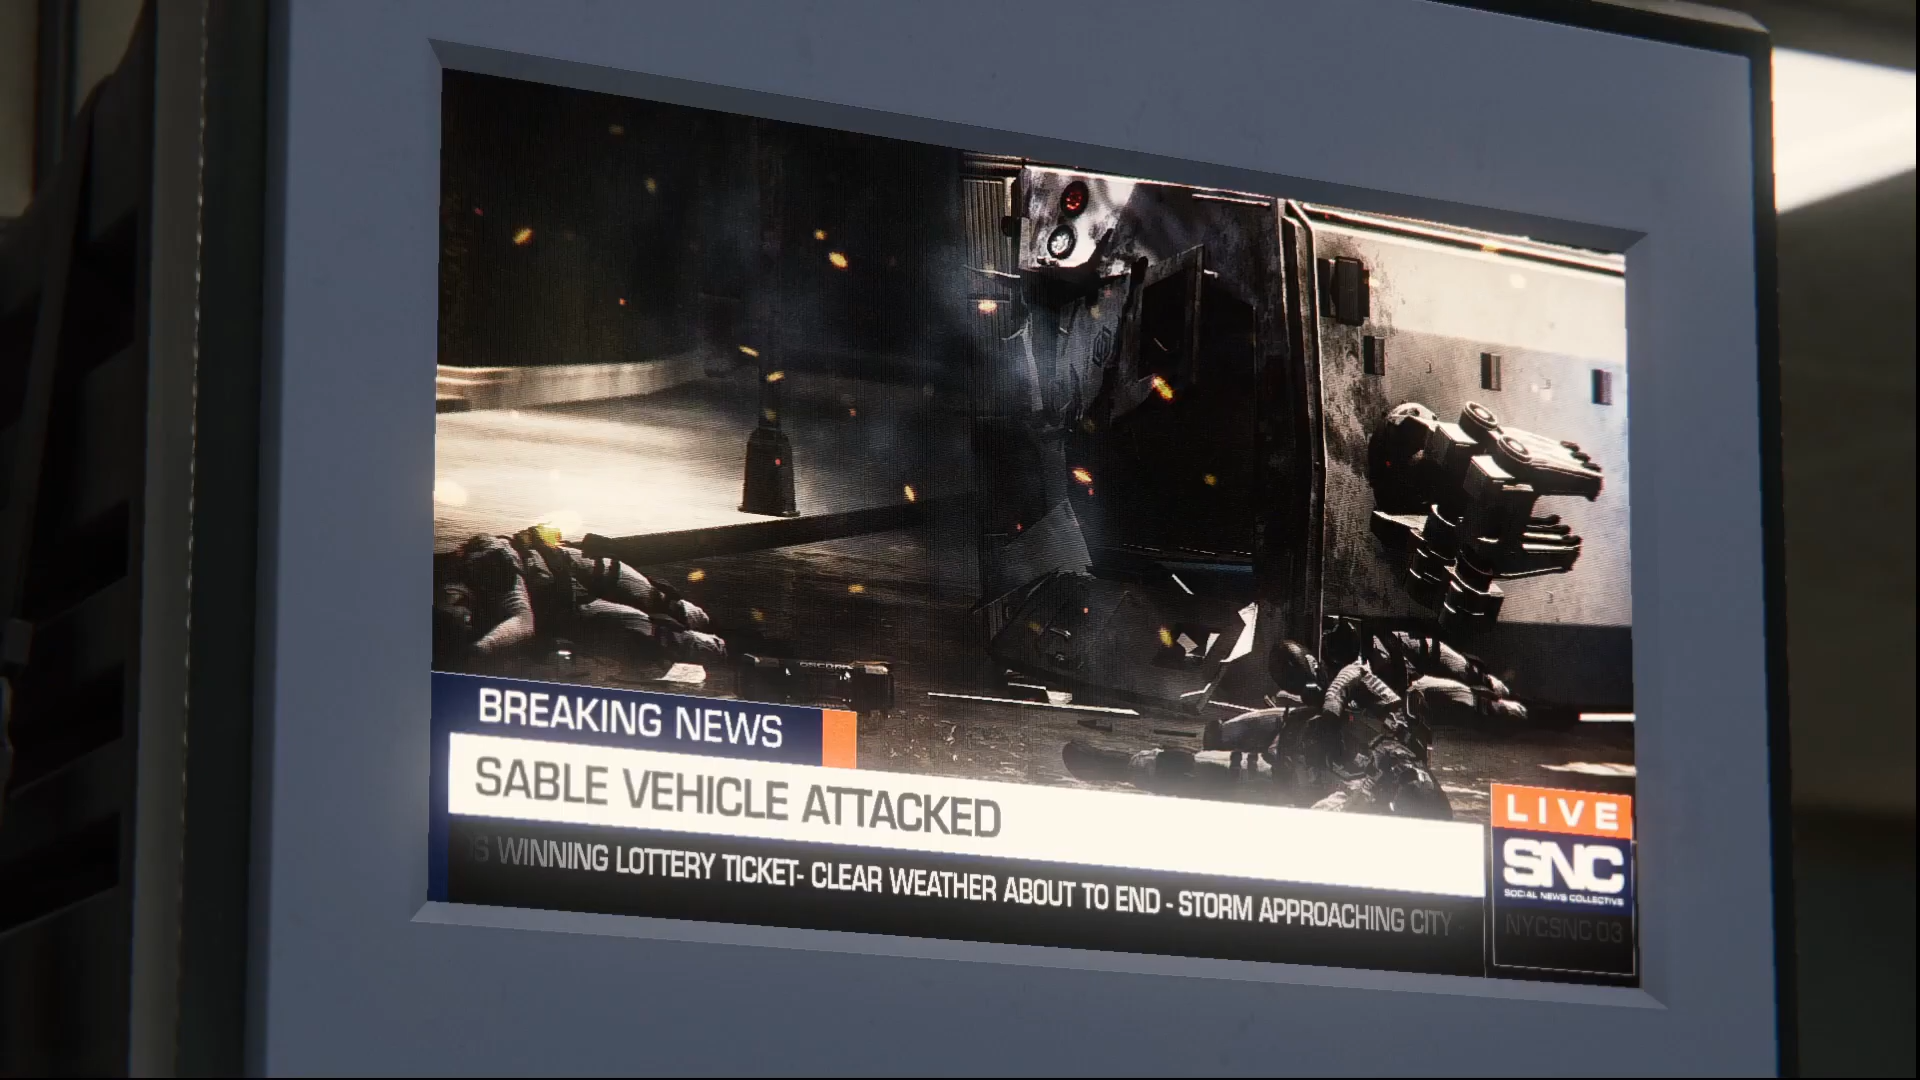 OSCORP
BREAKING NEWS
SABLE VEHICLE ATTACKED
S WINNING LOTTERY TICKET- CLEAR WEATHER ABOUT TO END - STORM APPROACHING CITY -
LIVE
SNC
SOCIAL NEWS COLLECTIVE
NYCSNC 03